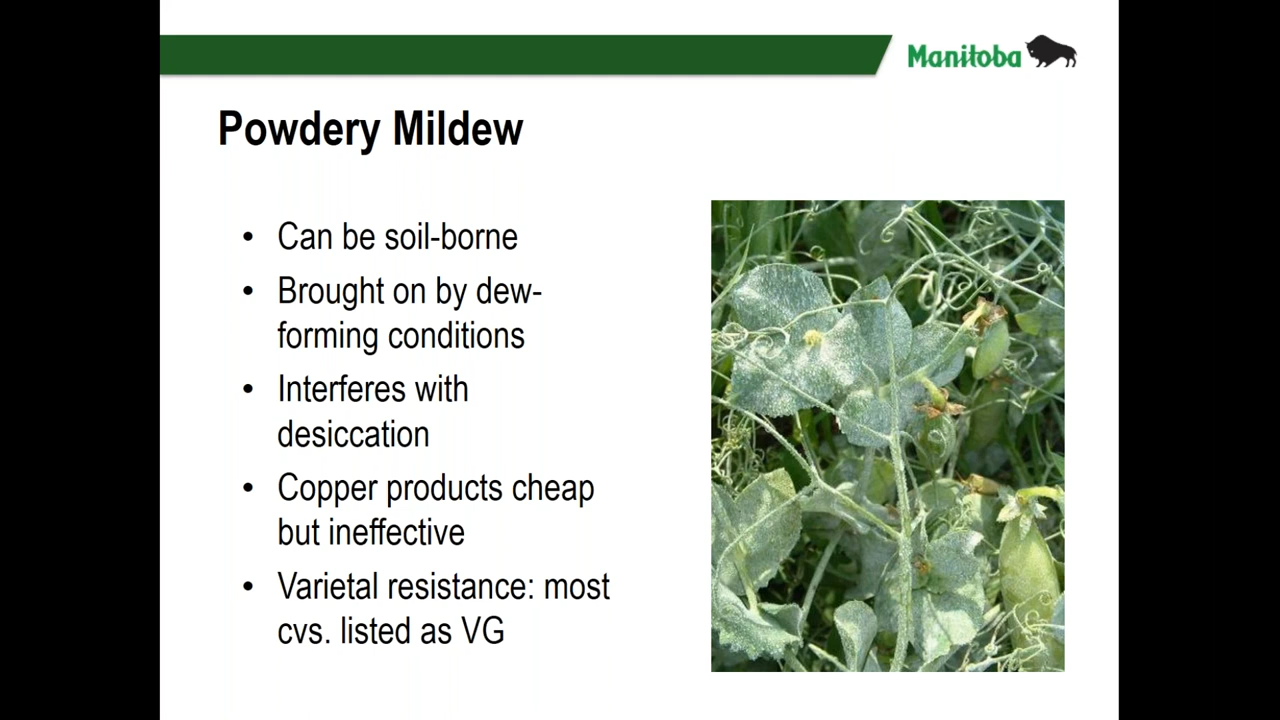 Manitoba
Powdery Mildew
• Can be soil-borne
• Brought on by dew-
forming conditions
• Interferes with
desiccation
• Copper products cheap
but ineffective
• Varietal resistance: most
cvs. listed as VG